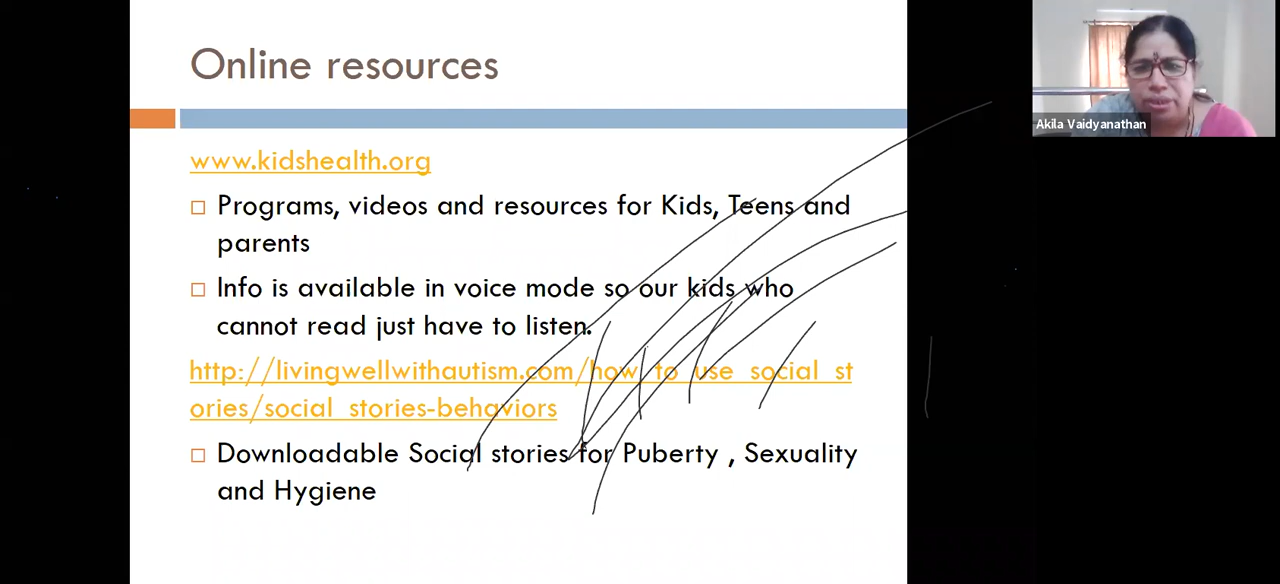 Online resources
www.kidshealth.org
Programs, videos and resources for Kids, Teens and
parents
Info is available in voice mode so our kids who
cannot read just have to listen.
http://livingwellwithautism.com/how_to_use_social_st
ories/social_stories-behaviors
Downloadable Social stories for Puberty , Sexuality
and Hygiene
Akila Vaidyanathan